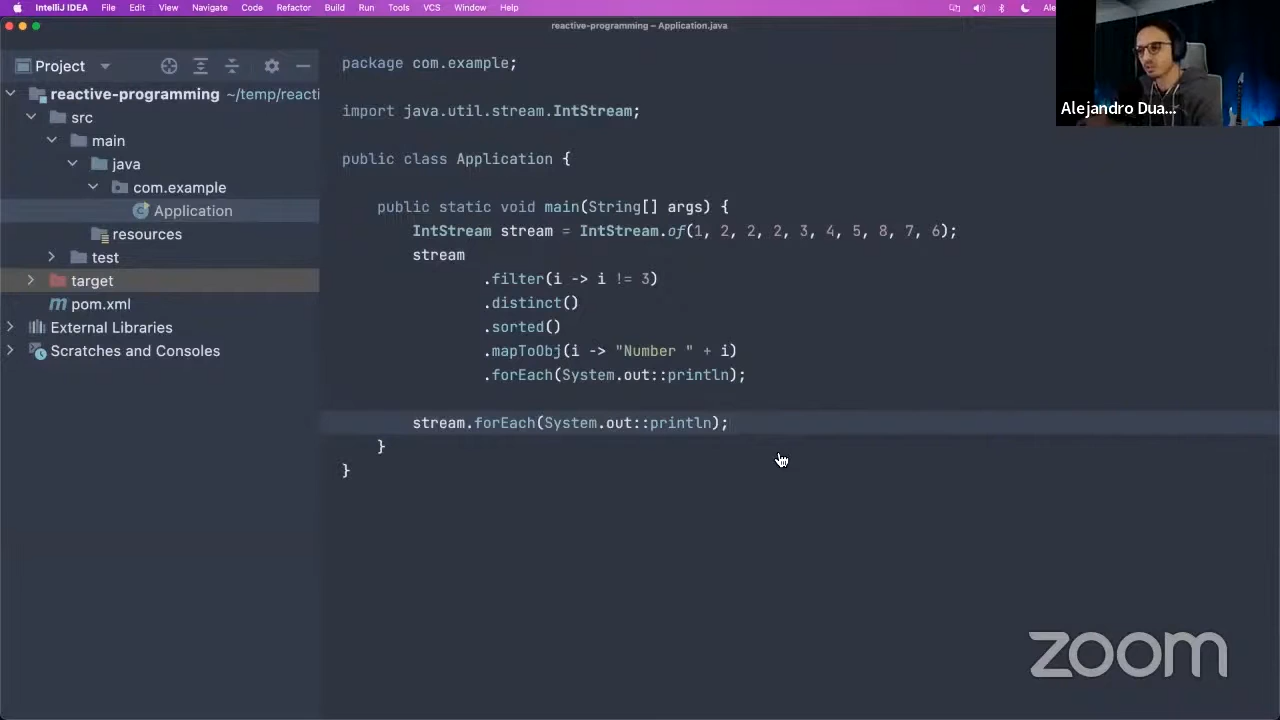 IntelliJ IDEA File Edit View Navigate Code Refactor Build Run Tools VCS Window Help Ale
reactive-programming – Application.java
Project
reactive-programming ~/temp/reacti
src
main
java
com.example
Application
resources
test
target
pom.xml
External Libraries
Scratches and Consoles
package com.example;
import java.util.stream.IntStream;
public class Application {
public static void main(String[] args) {
IntStream stream = IntStream.of(1, 2, 2, 2, 3, 4, 5, 8, 7, 6);
stream
.filter(i -> i != 3)
.distinct()
.sorted()
.mapToObj(i -> "Number " + i)
.forEach(System.out::println);
stream.forEach(System.out::println);
}
}
Alejandro Dua...
zoom